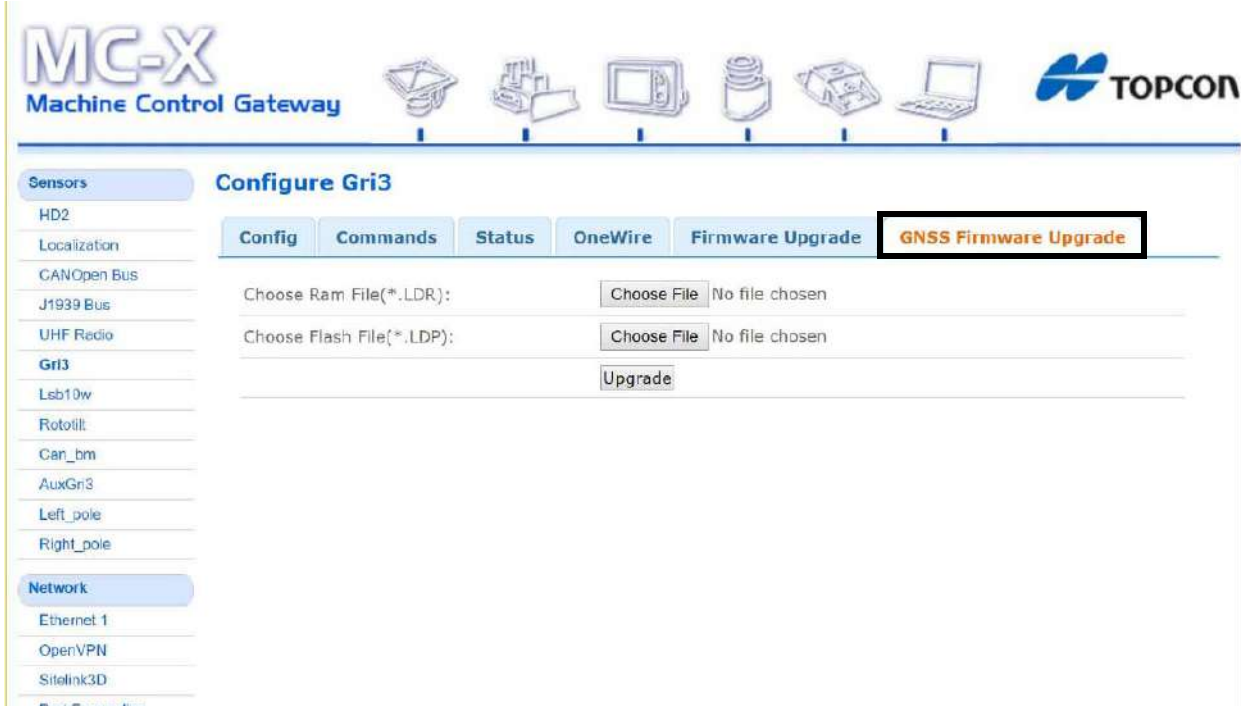 MC-X
Machine Control Gateway
TOPCON
Sensors
HD2
Localization
CANOpen Bus
J1939 Bus
UHF Radio
Gri3
Lsb10w
Rototilt
Can_bm
AuxGri3
Left_pole
Right_pole
Network
Ethernet 1
OpenVPN
Sitelink3D
Configure Gri3
Config Commands Status OneWire Firmware Upgrade GNSS Firmware Upgrade
Choose Ram File(*.LDR): Choose File No file chosen
Choose Flash File(*.LDP): Choose File No file chosen
Upgrade